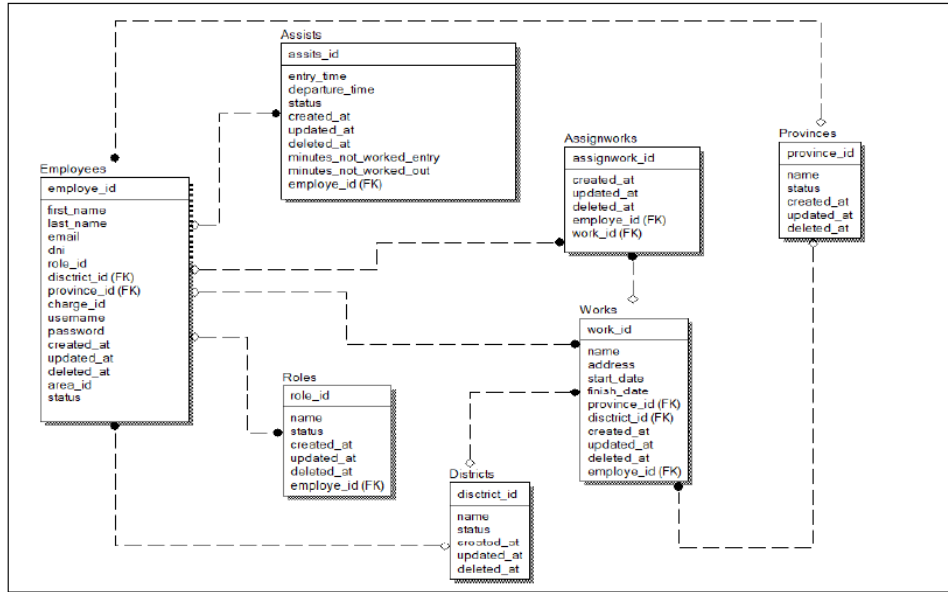 Assists
assits_id
entry_time
departure_time
status
created_at
updated_at
deleted_at
minutes_not_worked_entry
minutes_not_worked_out
employe_id (FK)
Assignworks
assignwork_id
created_at
updated_at
deleted_at
employe_id (FK)
work_id (FK)
Provinces
province_id
name
status
created_at
updated_at
deleted_at
Employees
employe_id
first_name
last_name
email
dni
role_id
disctrict_id (FK)
province_id (FK)
charge_id
username
password
created_at
updated_at
deleted_at
area_id
status
Works
work_id
name
address
start_date
finish_date
province_id (FK)
disctrict_id (FK)
created_at
updated_at
deleted_at
employe_id (FK)
Roles
role_id
name
status
created_at
updated_at
deleted_at
employe_id (FK)
Districts
disctrict_id
name
status
created_at
updated_at
deleted_at